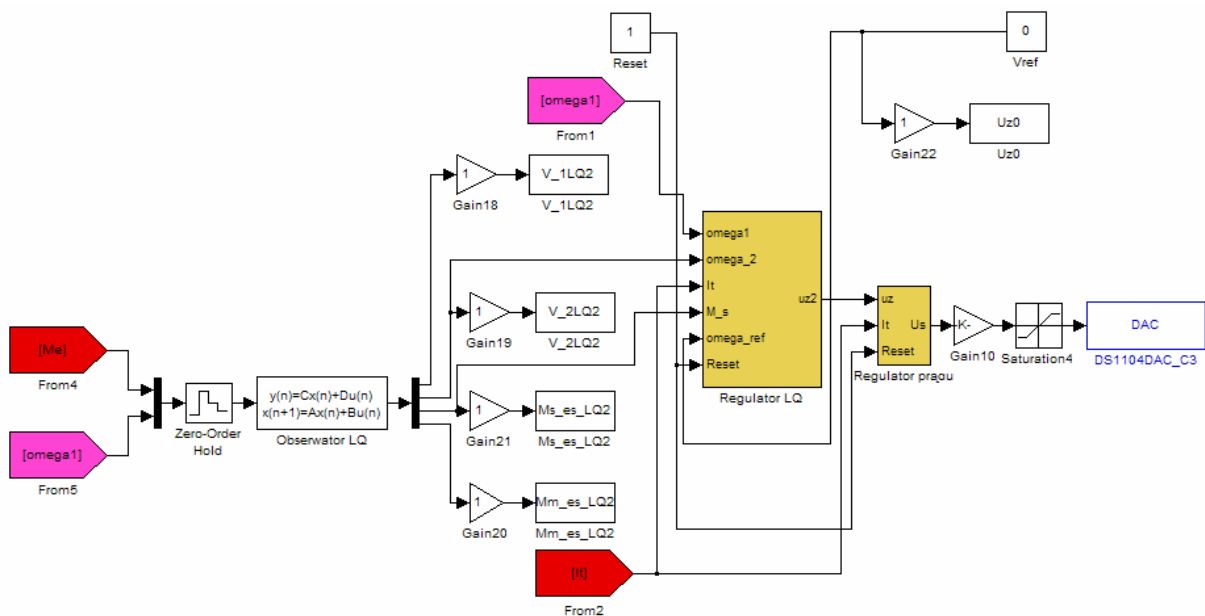 1
Reset
0
Vref
[omega1]
From1
1
Gain22
Uz0
Uz0
1
Gain18
V_1LQ2
V_1LQ2
omega1
omega_2
It
M_s
omega_ref
Reset
uz2
Regulator LQ
1
Gain19
V_2LQ2
V_2LQ2
uz
It
Reset
Us
Regulator prądu
K-
Gain10
Saturation4
DAC
DS1104DAC_C3
[Me]
From4
[omega1]
From5
Zero-Order
Hold
y(n)=Cx(n)+Du(n)
x(n+1)=Ax(n)+Bu(n)
Obserwator LQ
1
Gain21
Ms_es_LQ2
Ms_es_LQ2
1
Gain20
Mm_es_LQ2
Mm_es_LQ2
[It]
From2